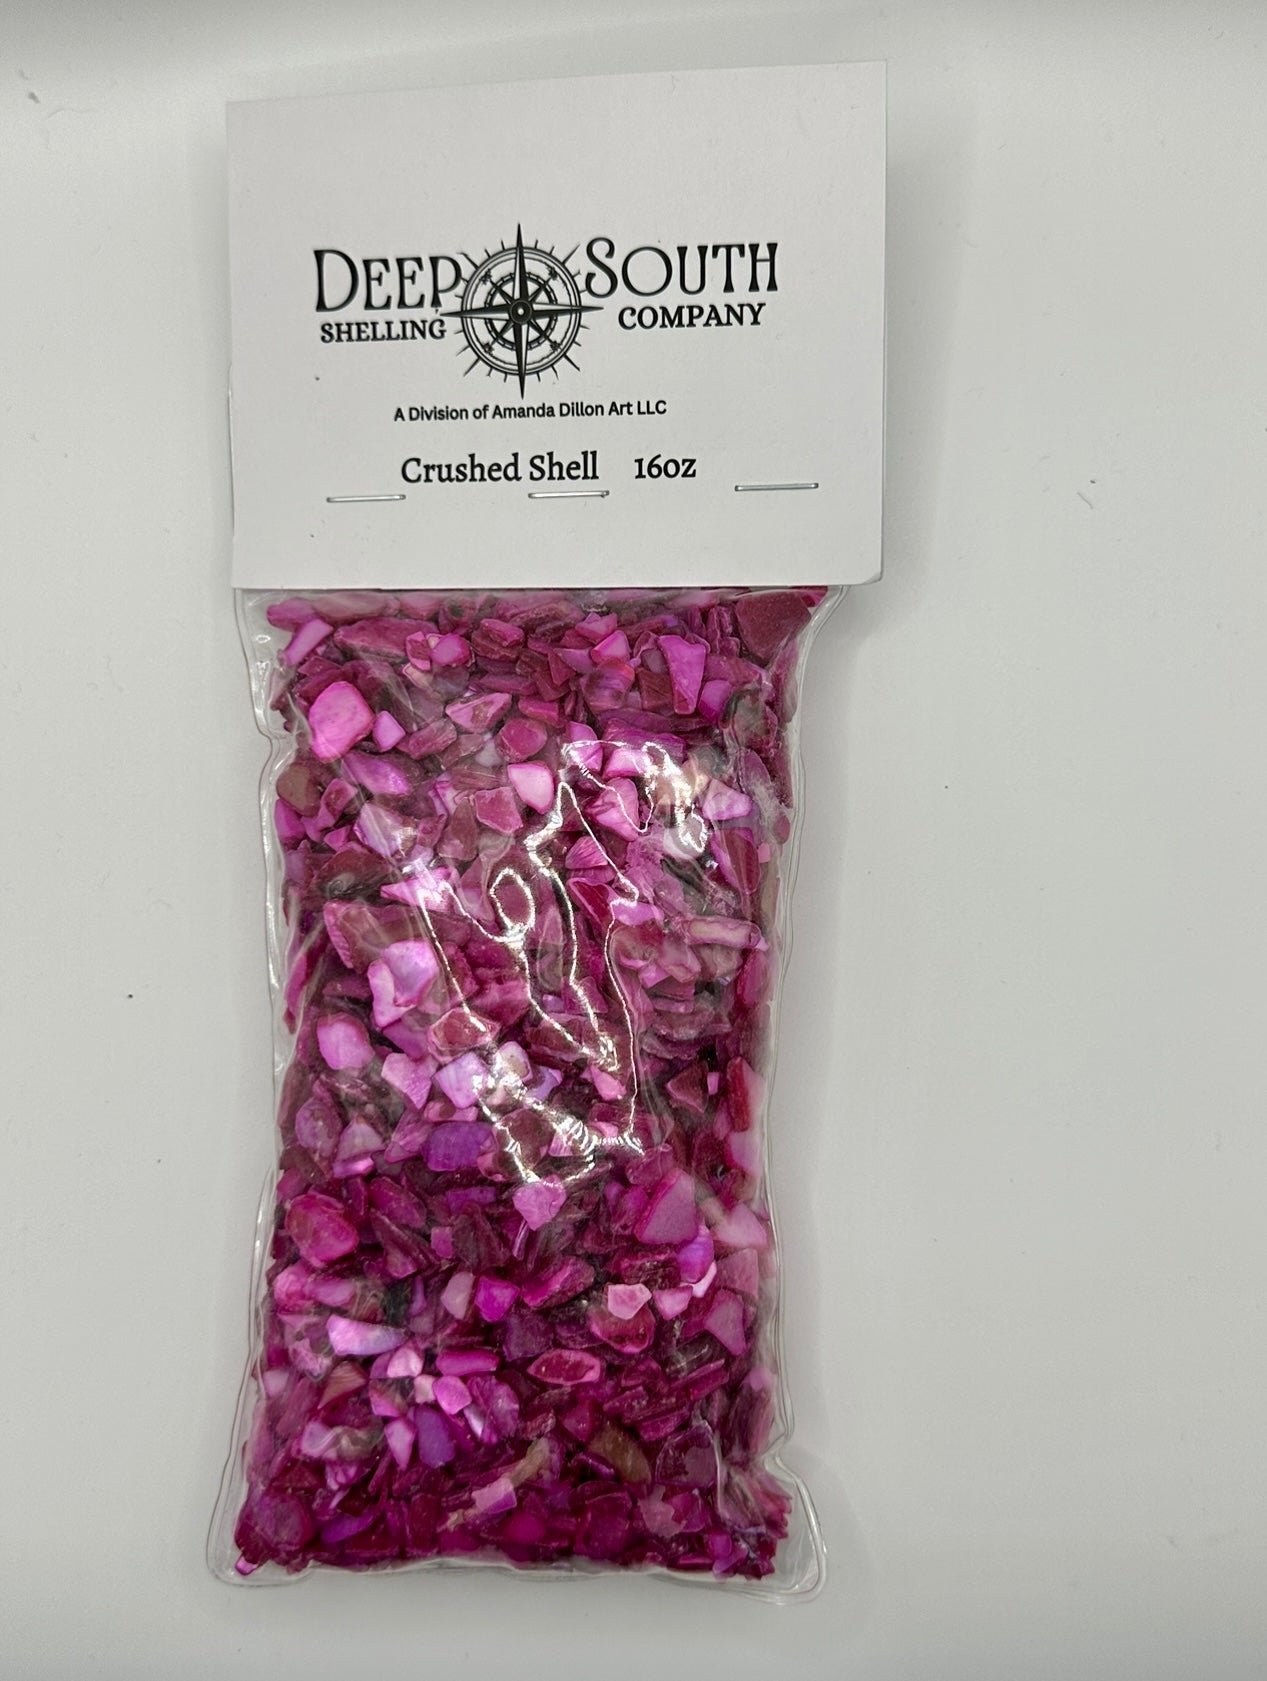 DEEP SOUTH
SHELLING COMPANY
A Division of Amanda Dillon Art LLC
Crushed Shell 16oz